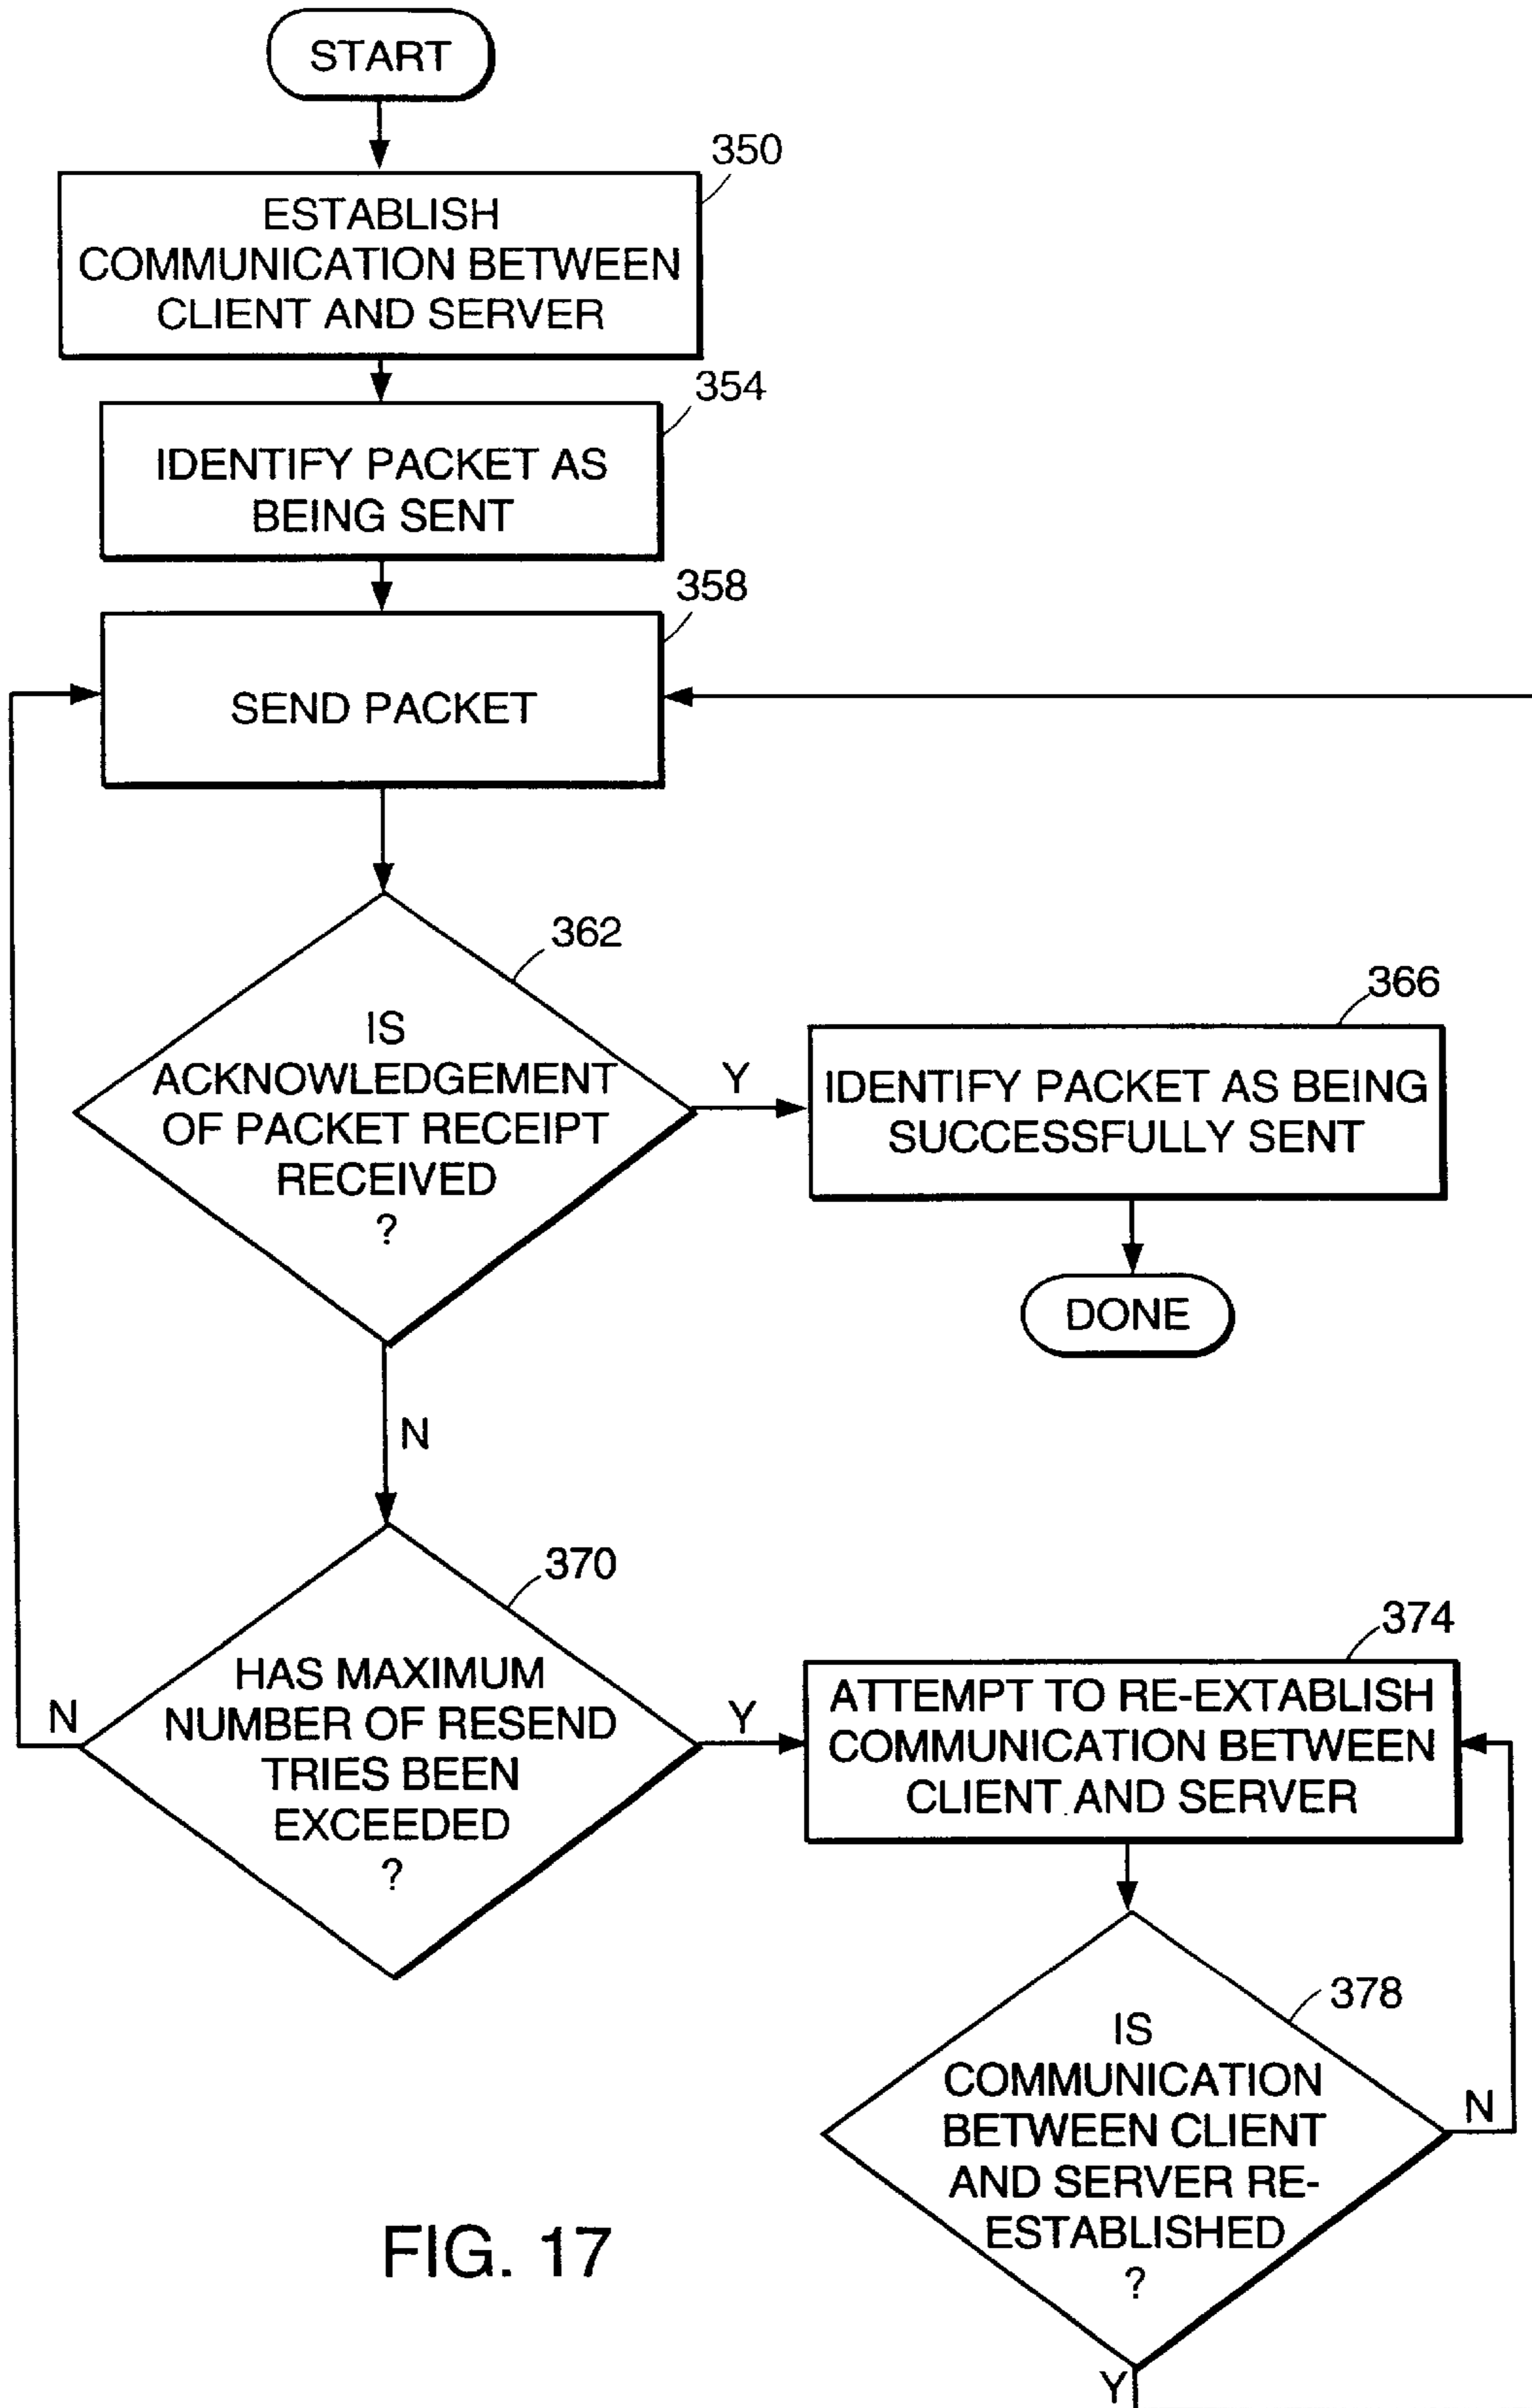 START
350
ESTABLISH
COMMUNICATION BETWEEN
CLIENT AND SERVER
354
IDENTIFY PACKET AS
BEING SENT
358
SEND PACKET
362
IS
ACKNOWLEDGEMENT
OF PACKET RECEIPT
RECEIVED
?
Y
366
IDENTIFY PACKET AS BEING
SUCCESSFULLY SENT
DONE
N
370
HAS MAXIMUM
NUMBER OF RESEND
TRIES BEEN
EXCEEDED
?
N
Y
374
ATTEMPT TO RE-EXTABLISH
COMMUNICATION BETWEEN
CLIENT AND SERVER
378
IS
COMMUNICATION
BETWEEN CLIENT
AND SERVER RE-
ESTABLISHED
?
N
Y
FIG. 17